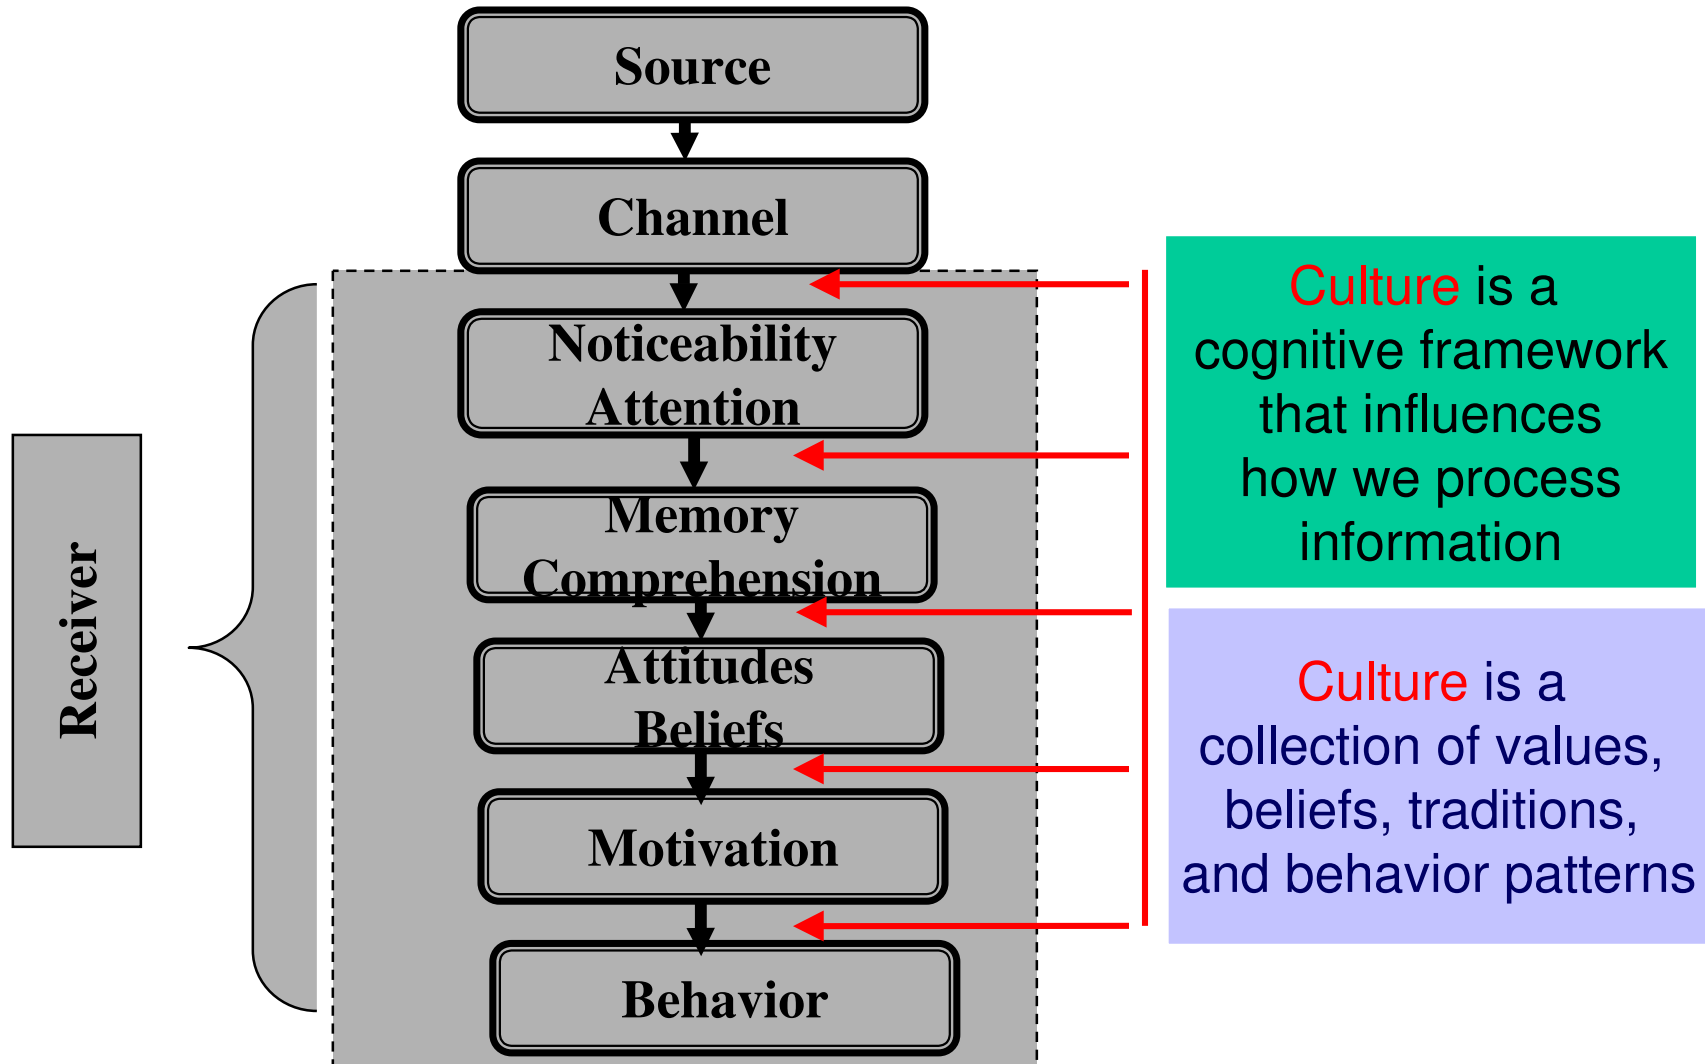 Source
Channel
Noticeability
Attention
Memory
Comprehension
Attitudes
Beliefs
Motivation
Behavior
Receiver
Culture is a
cognitive framework
that influences
how we process
information
Culture is a
collection of values,
beliefs, traditions,
and behavior patterns